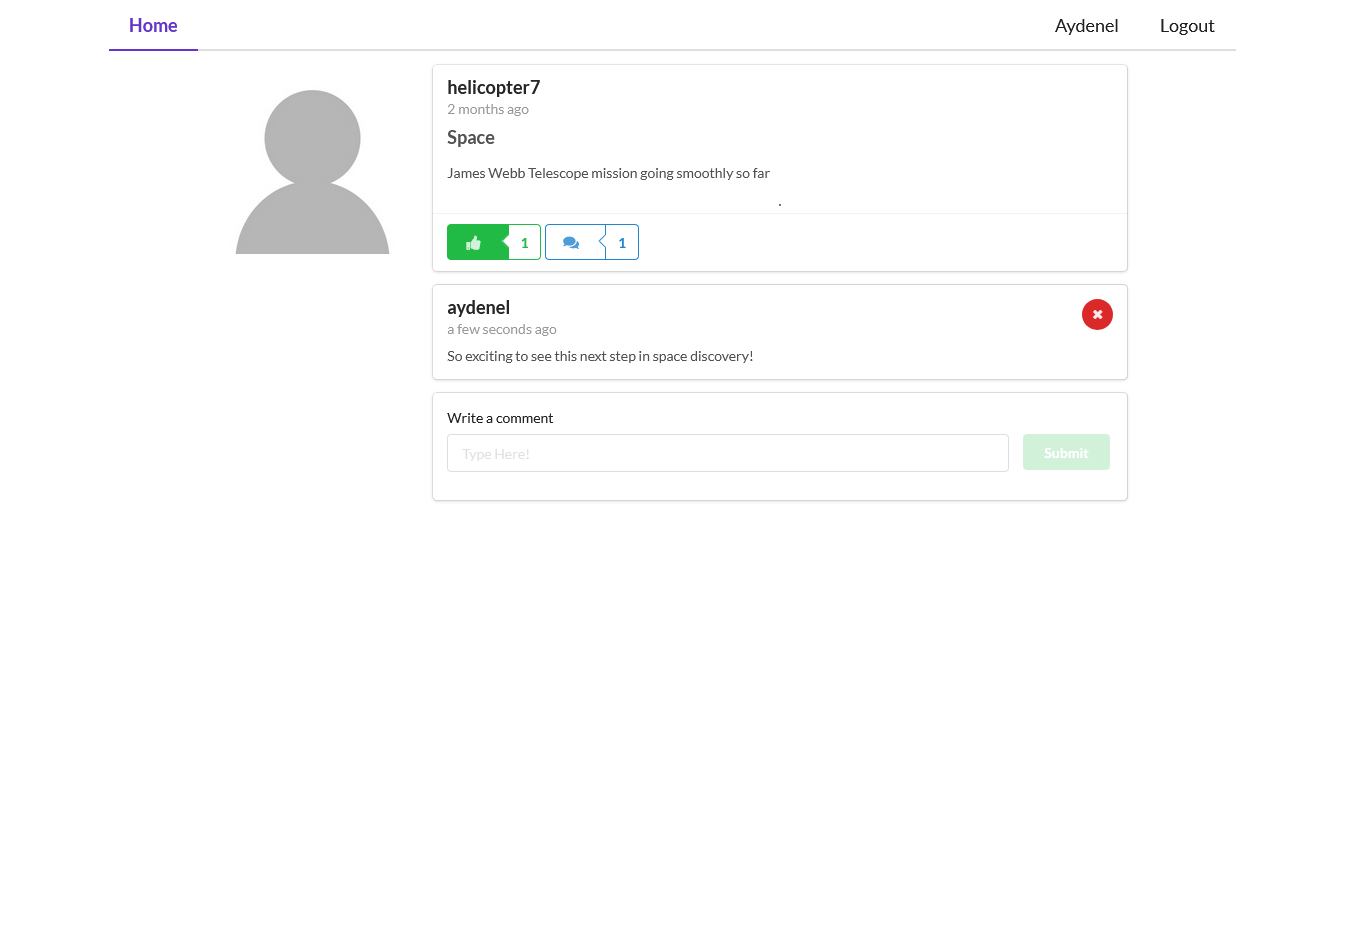 Home Aydenel Logout
helicopter7
2 months ago
Space
James Webb Telescope mission going smoothly so far
.
1 1
aydenel
a few seconds ago
So exciting to see this next step in space discovery!
Write a comment
Type Here! Submit